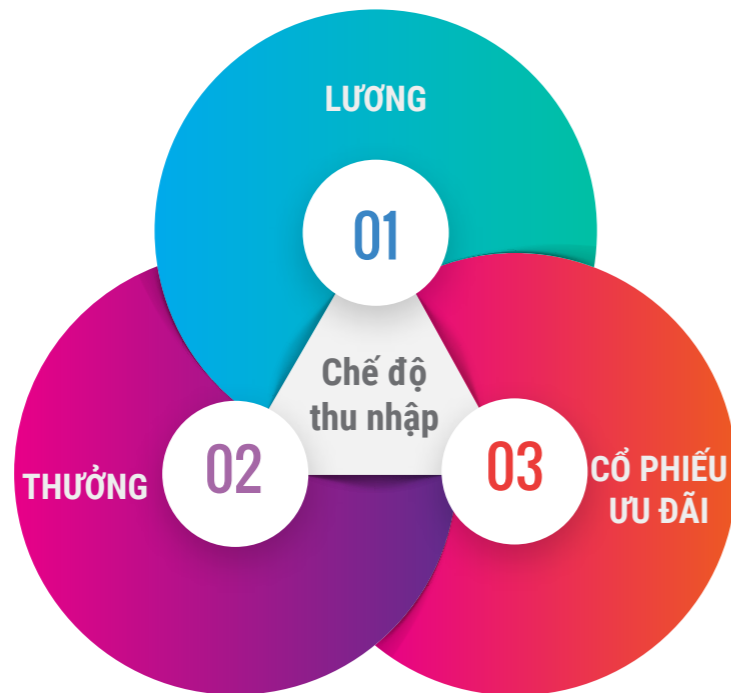 LƯƠNG
01
Chế độ
thu nhập
THƯỞNG
02
03
CỔ PHIẾU
ƯU ĐÃI